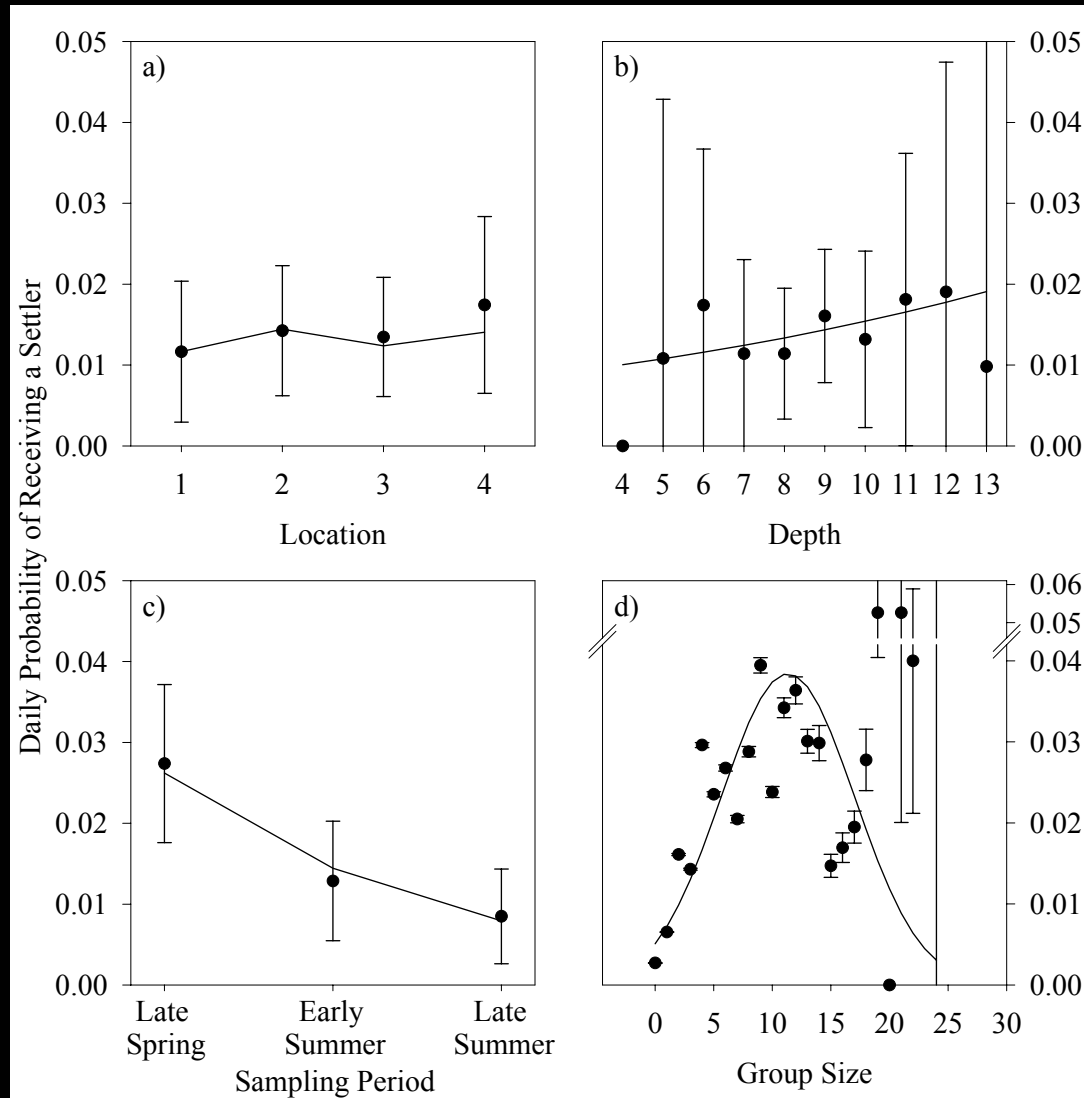 Daily Probability of Receiving a Settler
a)
0.05
0.04
0.03
0.02
0.01
0.00
1 2 3 4
Location
b)
0.05
0.04
0.03
0.02
0.01
0.00
4 5 6 7 8 9 10 11 12 13
Depth
c)
0.05
0.04
0.03
0.02
0.01
0.00
Late Early Late
Spring Summer Summer
Sampling Period
d)
0.06
0.05
0.04
0.03
0.02
0.01
0.00
0 5 10 15 20 25 30
Group Size